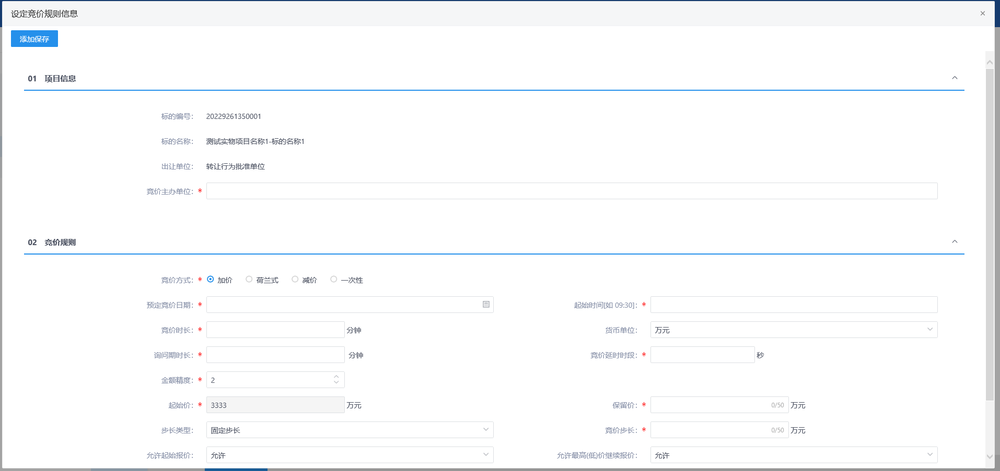 设定竞价规则信息 ×
添加保存
01 项目信息
标的编号: 20229261350001
标的名称: 测试实物项目名称1-标的名称1
出让单位: 转让行为批准单位
竞价主办单位: *
02 竞价规则
竞价方式: * 加价 荷兰式 减价 一次性
预定竞价日期: * 起始时间[如 09:30]: *
竞价时长: * 分钟 货币单位: 万元
询问期时长: * 分钟 竞价延时时段: * 秒
金额精度: * 2
起始价: * 3333 万元 保留价: * 0/50 万元
步长类型: 固定步长 竞价步长: * 0/50 万元
允许起始报价: 允许 允许最高(低)价继续报价: 允许